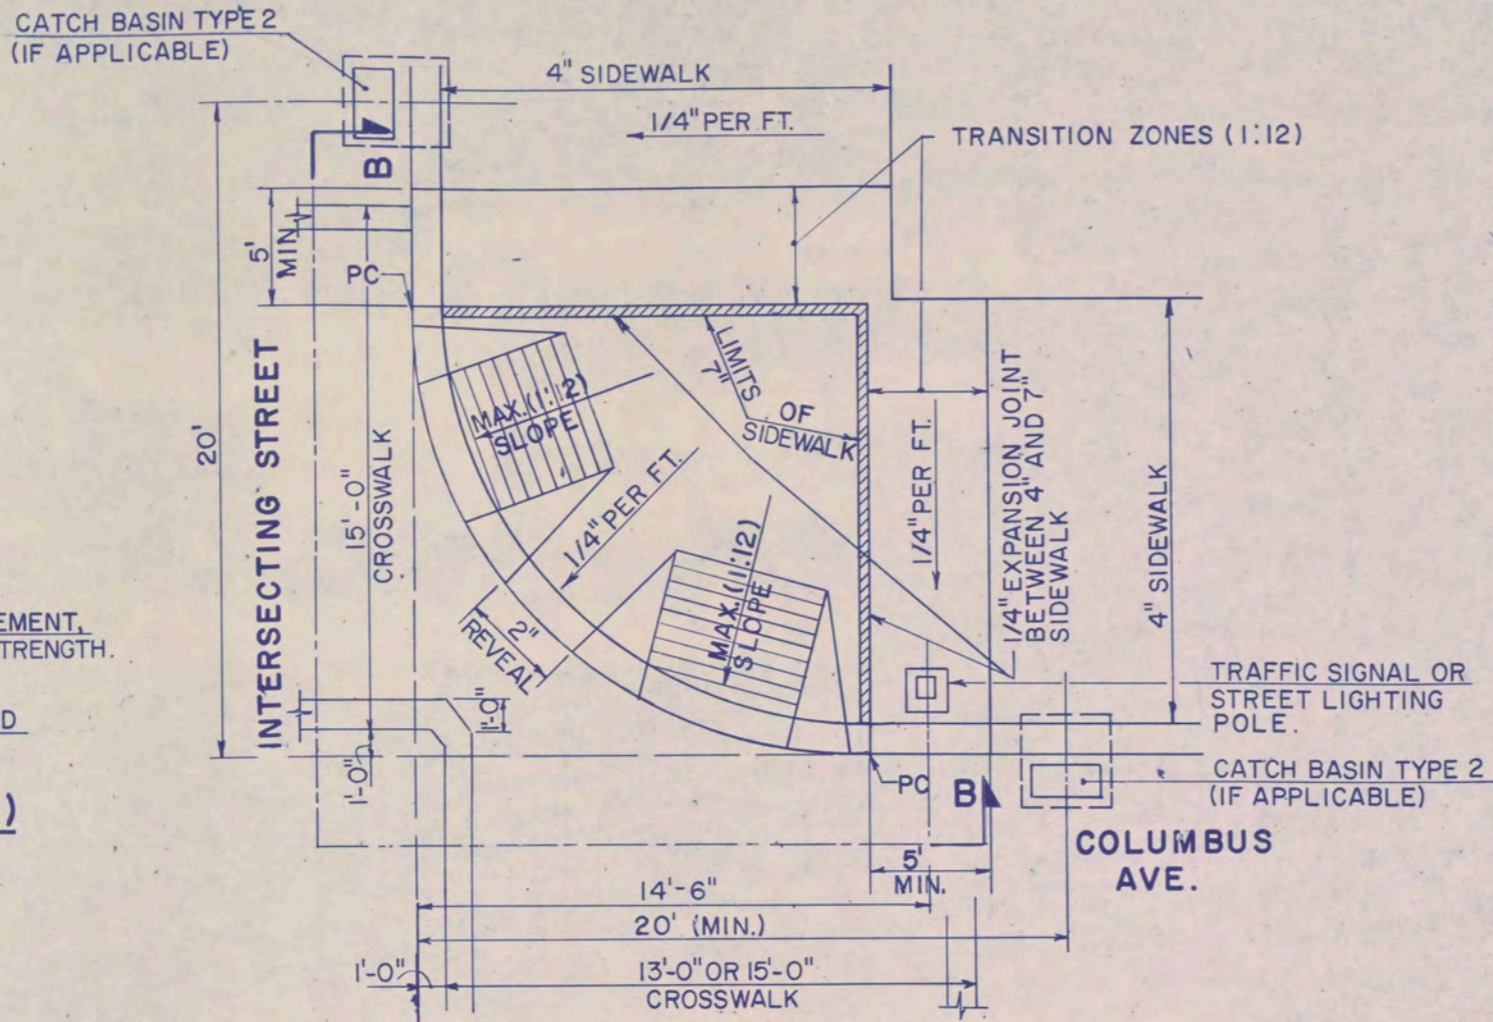 CATCH BASIN TYPE 2
(IF APPLICABLE)
4" SIDEWALK
1/4" PER FT.
TRANSITION ZONES (1:12)
B
5'
MIN.
PC
20'
INTERSECTING STREET
15'-0"
CROSSWALK
MAX. (1:12)
SLOPE
LIMITS
7"
OF
SIDEWALK
1/4" PER FT.
1/4" PER FT.
1/4" EXPANSION JOINT
BETWEEN 4" AND 7"
SIDEWALK
4" SIDEWALK
MAX. (1:12)
SLOPE
2"
REVEAL
EMENT,
TRENGTH.
D
)
1'-0"
1'-0"
TRAFFIC SIGNAL OR
STREET LIGHTING
POLE.
PC
B
CATCH BASIN TYPE 2
(IF APPLICABLE)
COLUMBUS
AVE.
5'
MIN.
14'-6"
20' (MIN.)
1'-0"
13'-0" OR 15'-0"
CROSSWALK